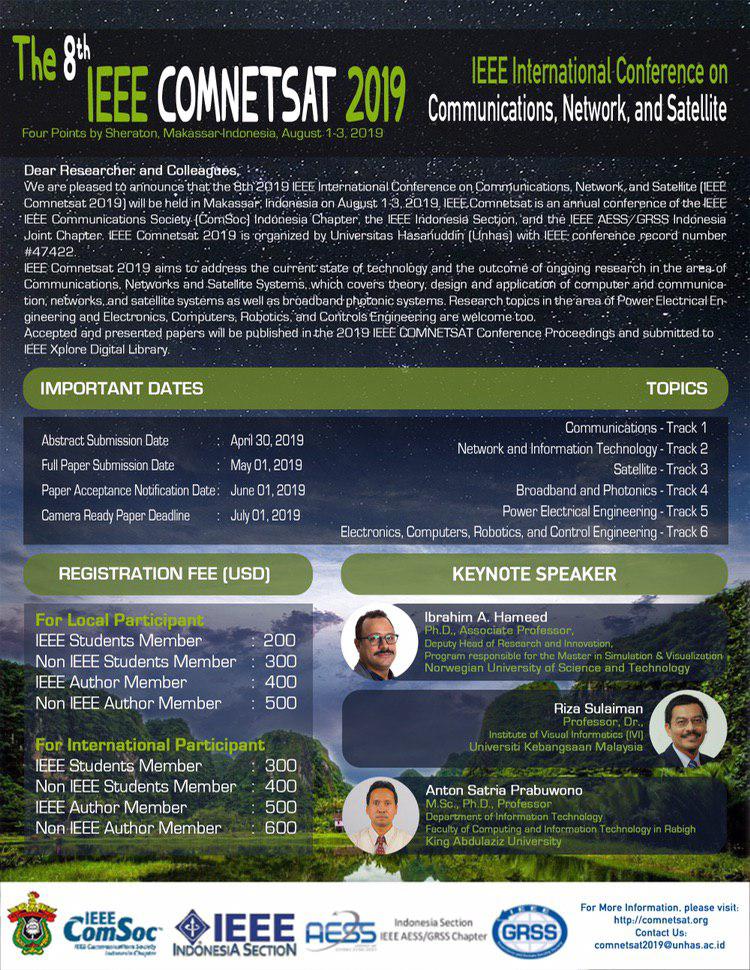 The 8th
IEEE COMNETSAT 2019
IEEE International Conference on
Communications, Network, and Satellite
Four Points by Sheraton, Makassar-Indonesia, August 1-3, 2019
Dear Researcher and Colleagues,
We are pleased to announce that the 8th 2019 IEEE International Conference on Communications, Network, and Satellite (IEEE
Comnetsat 2019) will be held in Makassar, Indonesia on August 1-3, 2019. IEEE Comnetsat is an annual conference of the IEEE
IEEE Communications Society (ComSoc) Indonesia Chapter, the IEEE Indonesia Section, and the IEEE AESS/GRSS Indonesia
Joint Chapter. IEEE Comnetsat 2019 is organized by Universitas Hasanuddin (Unhas) with IEEE conference record number
#47422.
IEEE Comnetsat 2019 aims to address the current state of technology and the outcome of ongoing research in the area of
Communications, Networks and Satellite Systems, which covers theory, design and application of computer and communica-
tion, networks, and satellite systems as well as broadband photonic systems. Research topics in the area of Power Electrical En-
gineering and Electronics, Computers, Robotics, and Controls Engineering are welcome too.
Accepted and presented papers will be published in the 2019 IEEE COMNETSAT Conference Proceedings and submitted to
IEEE Xplore Digital Library.
IMPORTANT DATES
Abstract Submission Date : April 30, 2019
Full Paper Submission Date : May 01, 2019
Paper Acceptance Notification Date : June 01, 2019
Camera Ready Paper Deadline : July 01, 2019
TOPICS
Communications - Track 1
Network and Information Technology - Track 2
Satellite - Track 3
Broadband and Photonics - Track 4
Power Electrical Engineering - Track 5
Electronics, Computers, Robotics, and Control Engineering - Track 6
REGISTRATION FEE (USD)
For Local Participant
IEEE Students Member : 200
Non IEEE Students Member : 300
IEEE Author Member : 400
Non IEEE Author Member : 500
For International Participant
IEEE Students Member : 300
Non IEEE Students Member : 400
IEEE Author Member : 500
Non IEEE Author Member : 600
KEYNOTE SPEAKER
Ibrahim A. Hameed
Ph.D., Associate Professor,
Deputy Head of Research and Innovation,
Program responsible for the Master in Simulation & Visualization
Norwegian University of Science and Technology
Riza Sulaiman
Professor, Dr.,
Institute of Visual Informatics (IVI)
Universiti Kebangsaan Malaysia
Anton Satria Prabuwono
M.Sc., Ph.D., Professor
Department of Information Technology
Faculty of Computing and Information Technology in Rabigh
King Abdulaziz University
IEEE
ComSoc
IEEE Communications Society
Indonesia Chapter
IEEE
INDONESIA SECTION
AESS
Indonesia Section
IEEE AESS/GRSS Chapter
GRSS
For More Information, please visit:
http://comnetsat.org
Contact Us:
comnetsat2019@unhas.ac.id